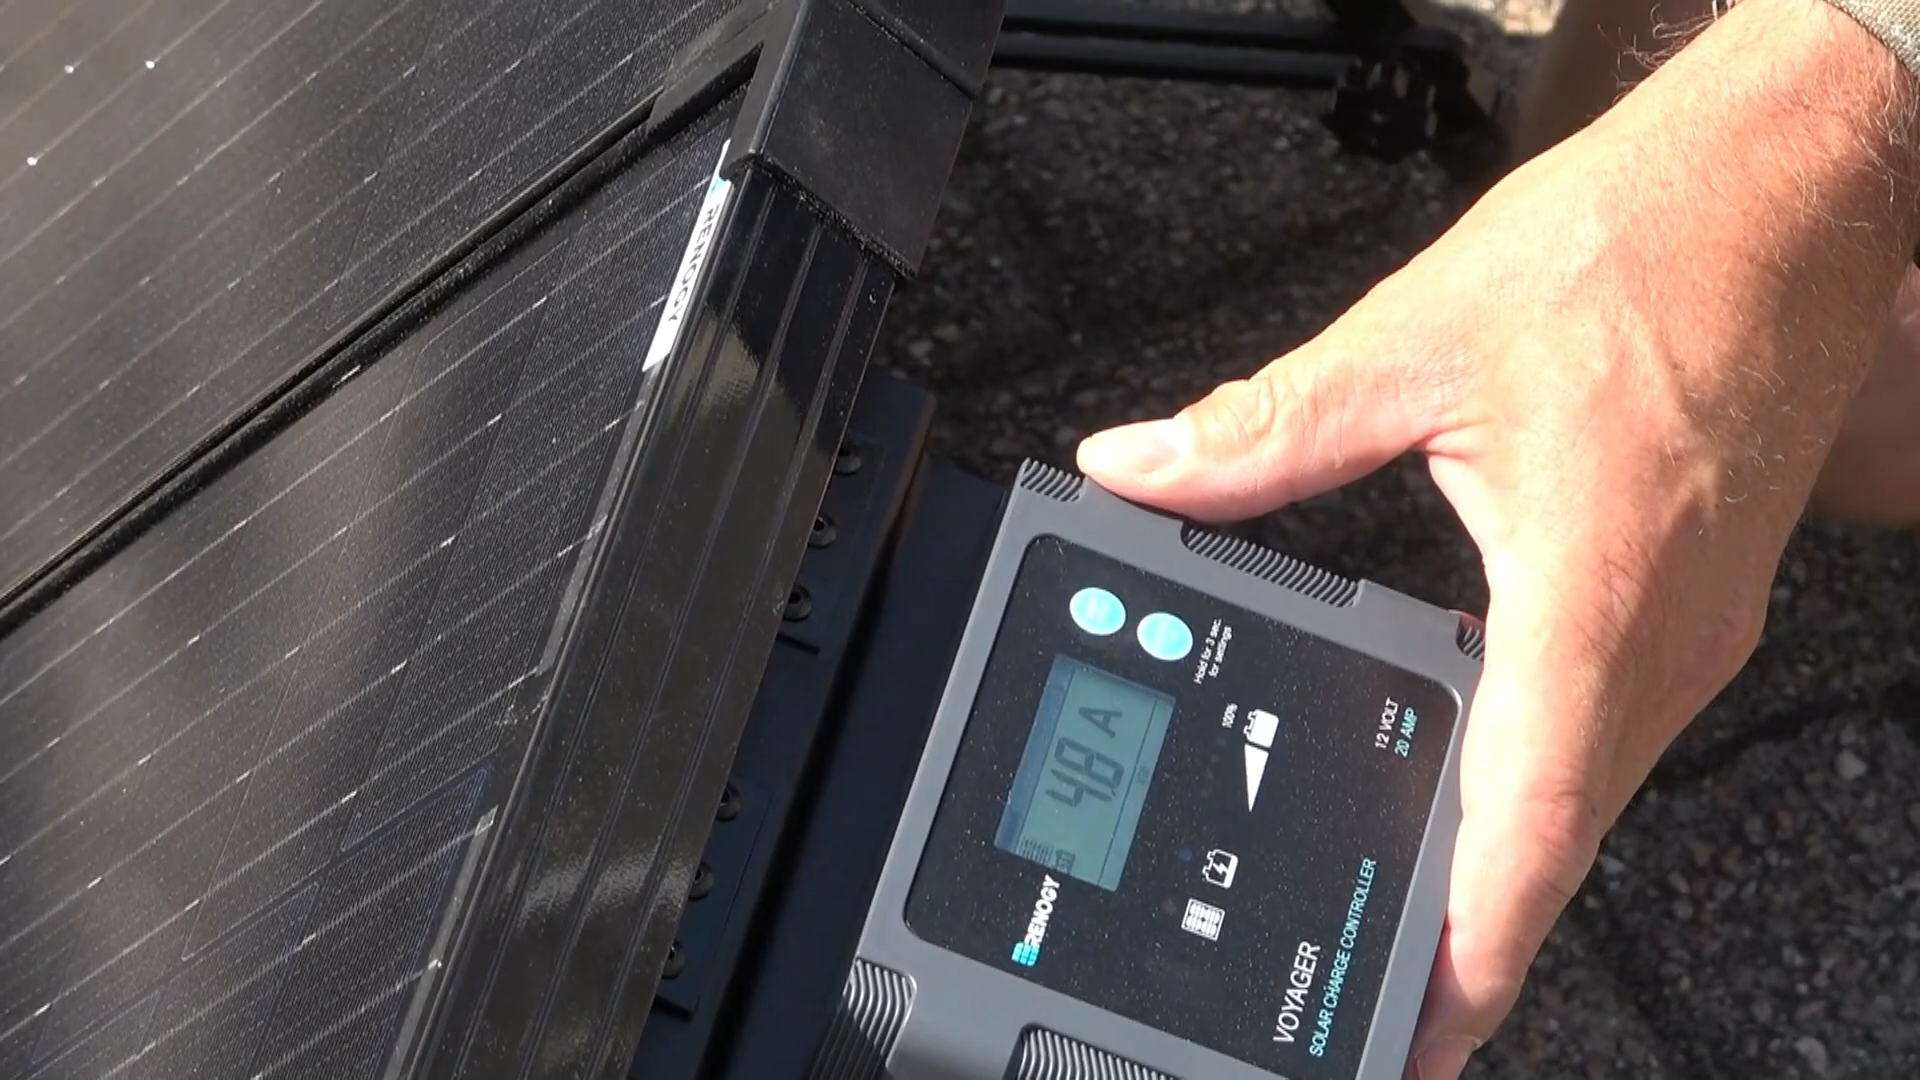 RENOGY
Hold for 3 sec.
for settings
4.8 A
100%
12 VOLT
20 AMP
RENOGY
VOYAGER
SOLAR CHARGE CONTROLLER